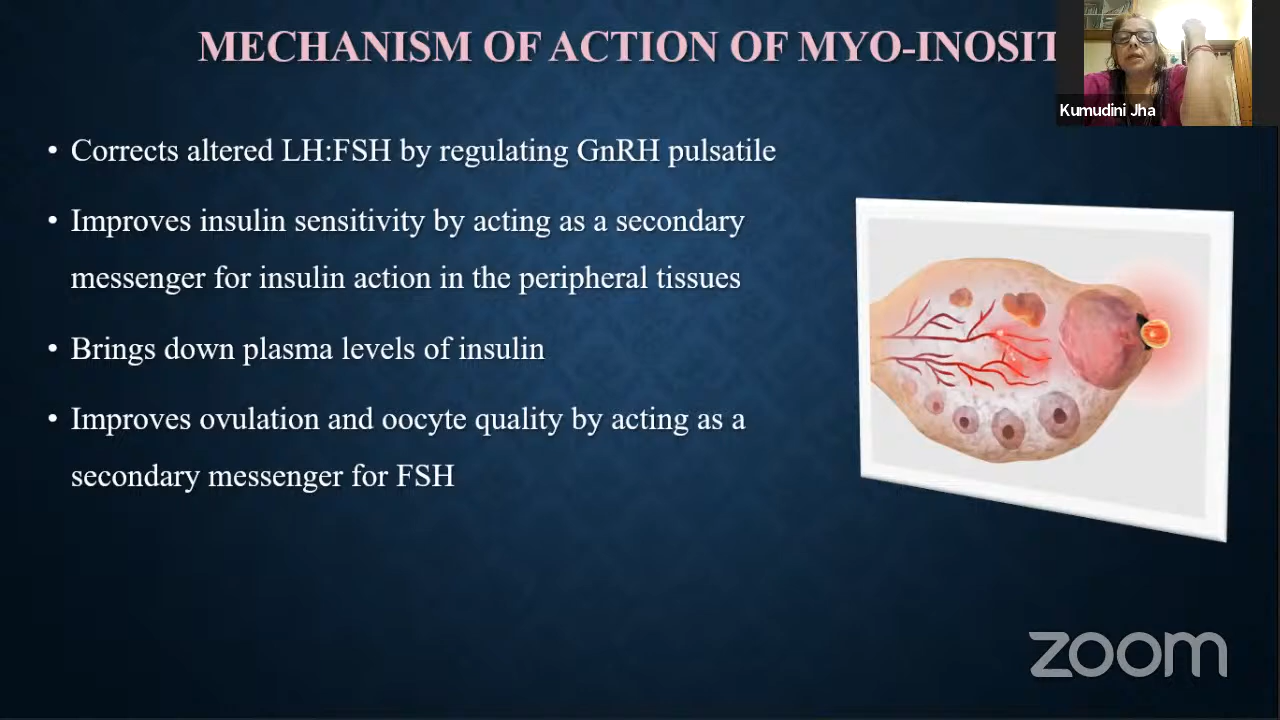 MECHANISM OF ACTION OF MYO-INOSIT
Kumudini Jha
• Corrects altered LH:FSH by regulating GnRH pulsatile
• Improves insulin sensitivity by acting as a secondary
messenger for insulin action in the peripheral tissues
• Brings down plasma levels of insulin
• Improves ovulation and oocyte quality by acting as a
secondary messenger for FSH
zoom